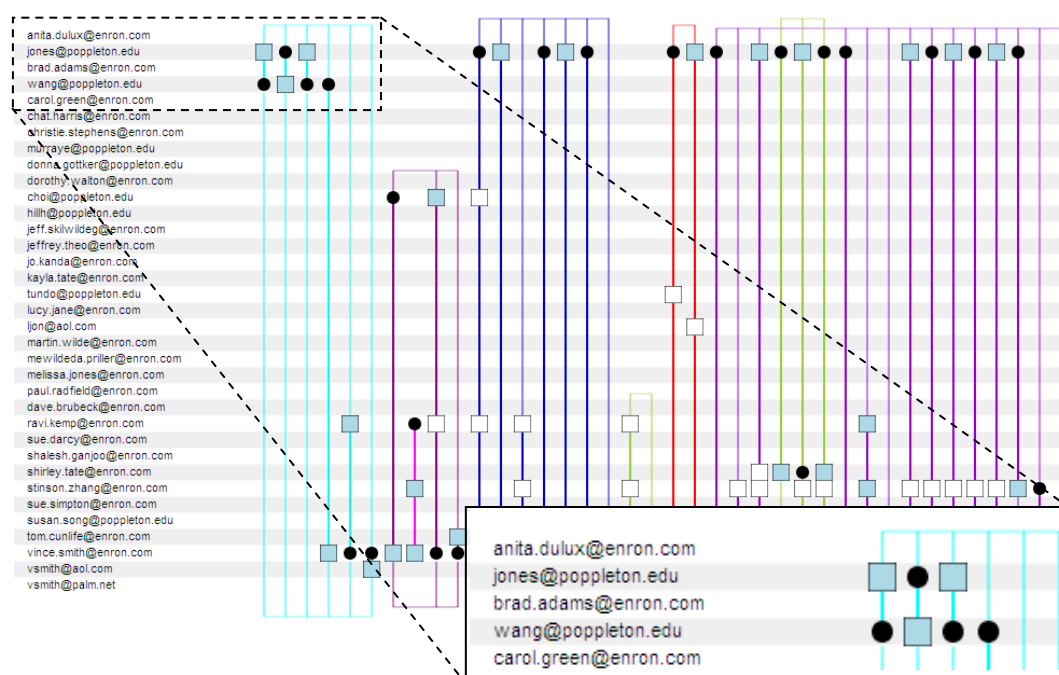 anita.dulux@enron.com
jones@poppleton.edu
brad.adams@enron.com
wang@poppleton.edu
carol.green@enron.com
chat.harris@enron.com
christie.stephens@enron.com
murraye@poppleton.edu
donna.gottker@poppleton.edu
dorothy.walton@enron.com
choi@poppleton.edu
hillh@poppleton.edu
jeff.skilwildeg@enron.com
jeffrey.theo@enron.com
jo.kanda@enron.com
kayla.tate@enron.com
tundo@poppleton.edu
lucy.jane@enron.com
ljon@aol.com
martin.wilde@enron.com
mewildeda.priller@enron.com
melissa.jones@enron.com
paul.radfield@enron.com
dave.brubeck@enron.com
ravi.kemp@enron.com
sue.darcy@enron.com
shalesh.ganjoo@enron.com
shirley.tate@enron.com
stinson.zhang@enron.com
sue.simpton@enron.com
susan.song@poppleton.edu
tom.cunlife@enron.com
vince.smith@enron.com
vsmith@aol.com
vsmith@palm.net
anita.dulux@enron.com
jones@poppleton.edu
brad.adams@enron.com
wang@poppleton.edu
carol.green@enron.com